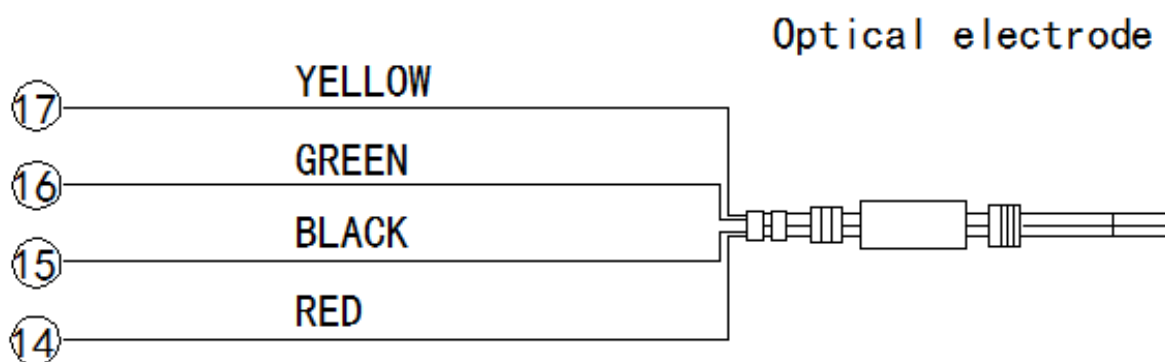 Optical electrode
17 YELLOW
16 GREEN
15 BLACK
14 RED